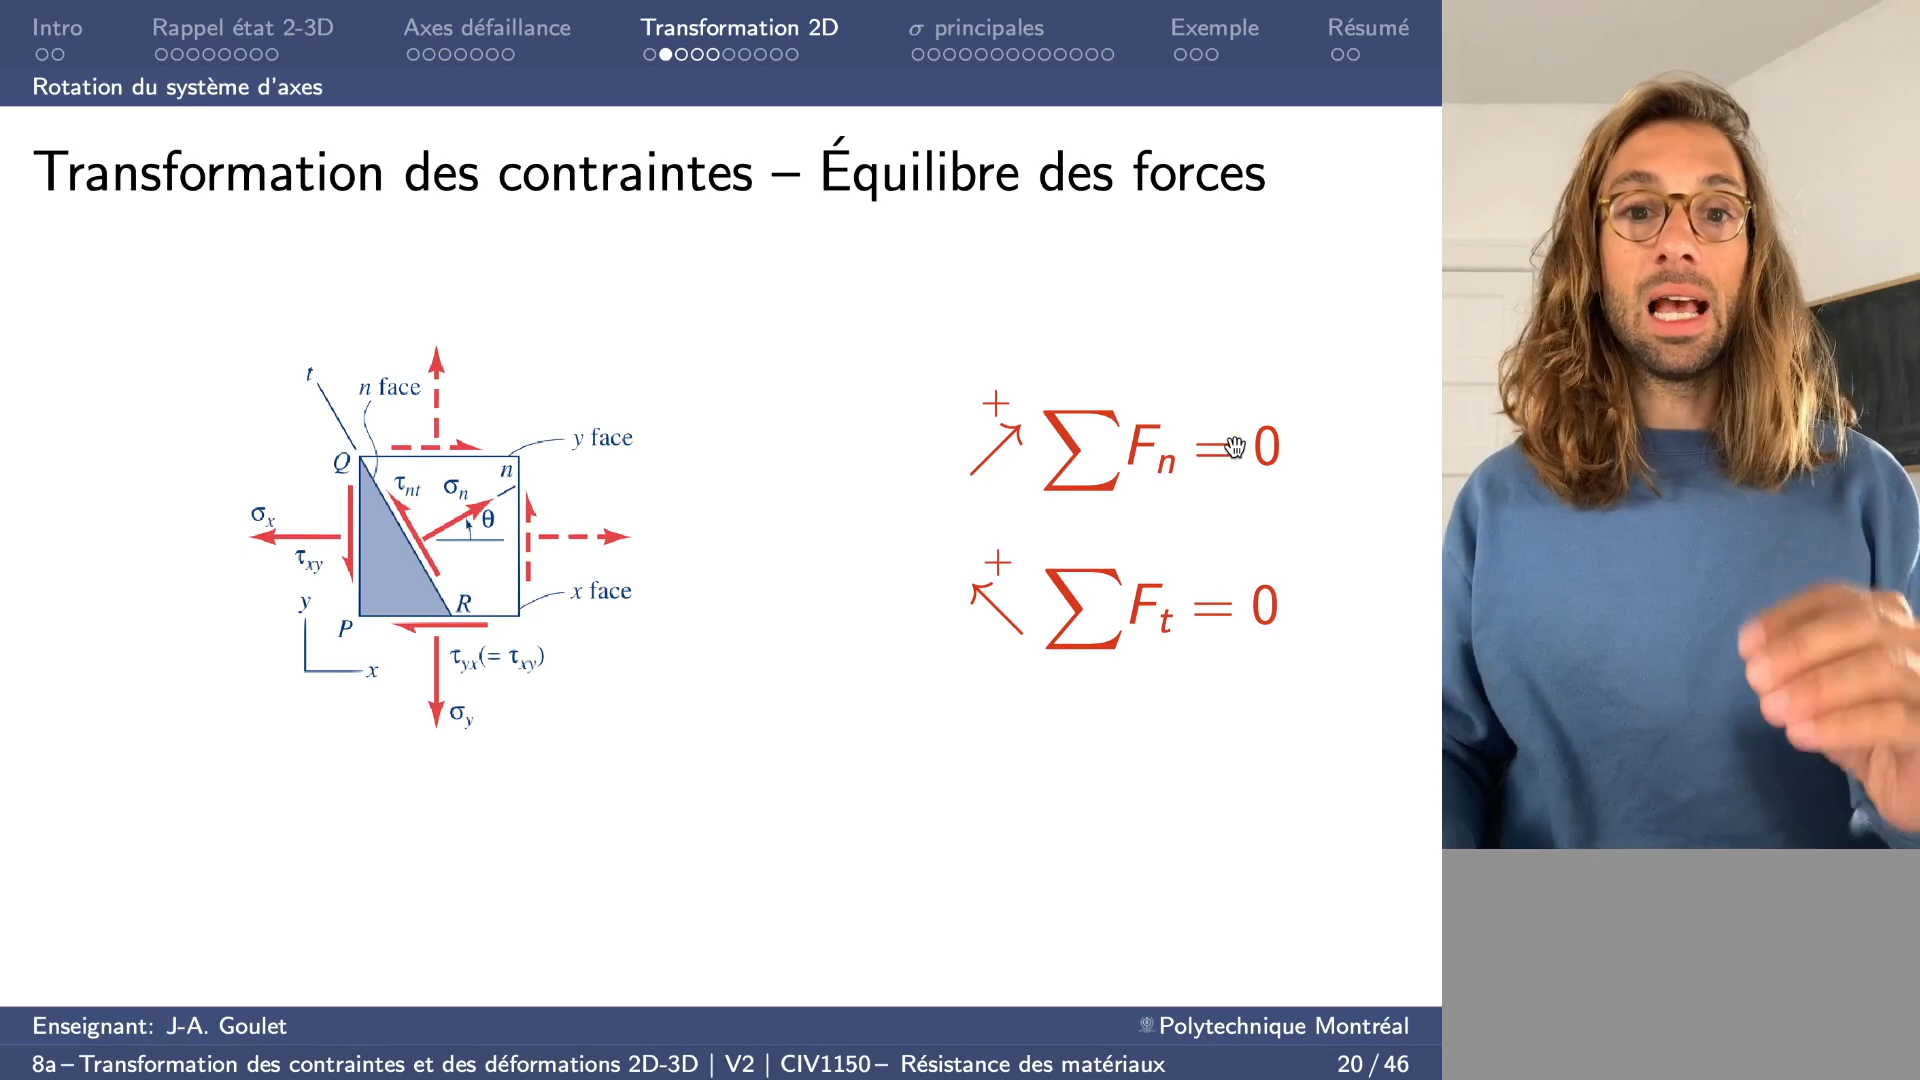 Intro Rappel état 2-3D Axes défaillance Transformation 2D σ principales Exemple Résumé
Rotation du système d'axes
Transformation des contraintes – Équilibre des forces
t
n face
y face
Q
n
τnt σn
θ
σx
τxy
x face
y
R
P
τyx(= τxy)
x
σy
+
∑Fn = 0
+
∑Ft = 0
Enseignant: J-A. Goulet Polytechnique Montréal
8a – Transformation des contraintes et des déformations 2D-3D | V2 | CIV1150 – Résistance des matériaux 20 / 46